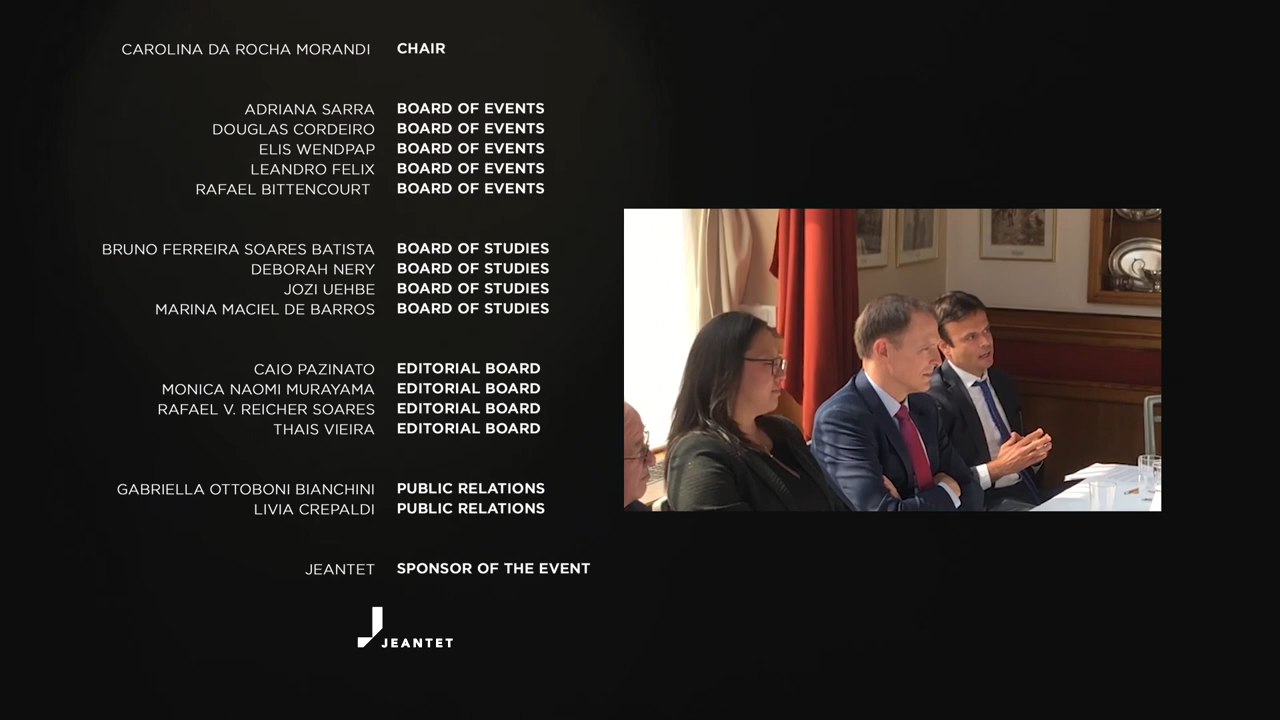 CAROLINA DA ROCHA MORANDI CHAIR
ADRIANA SARRA BOARD OF EVENTS
DOUGLAS CORDEIRO BOARD OF EVENTS
ELIS WENDPAP BOARD OF EVENTS
LEANDRO FELIX BOARD OF EVENTS
RAFAEL BITTENCOURT BOARD OF EVENTS
BRUNO FERREIRA SOARES BATISTA BOARD OF STUDIES
DEBORAH NERY BOARD OF STUDIES
JOZI UEHBE BOARD OF STUDIES
MARINA MACIEL DE BARROS BOARD OF STUDIES
CAIO PAZINATO EDITORIAL BOARD
MONICA NAOMI MURAYAMA EDITORIAL BOARD
RAFAEL V. REICHER SOARES EDITORIAL BOARD
THAIS VIEIRA EDITORIAL BOARD
GABRIELLA OTTOBONI BIANCHINI PUBLIC RELATIONS
LIVIA CREPALDI PUBLIC RELATIONS
JEANTET SPONSOR OF THE EVENT
JEANTET